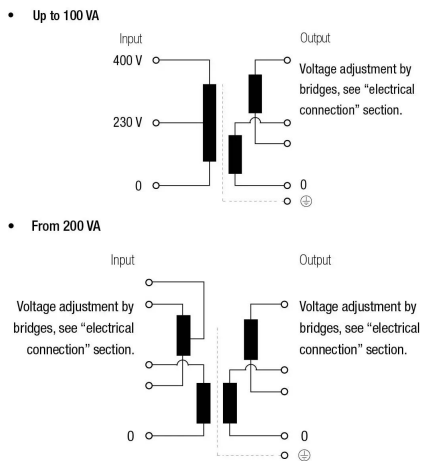 • Up to 100 VA
Input
Output
400 V
Voltage adjustment by
bridges, see “electrical
connection” section.
230 V
0
0
• From 200 VA
Input
Output
Voltage adjustment by
bridges, see “electrical
connection” section.
Voltage adjustment by
bridges, see “electrical
connection” section.
0
0